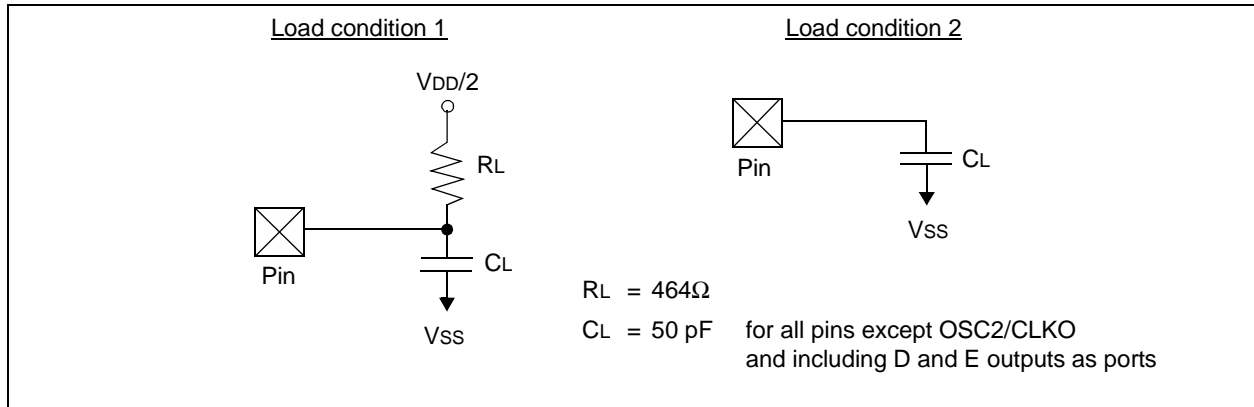 Load condition 1
Load condition 2
VDD/2
RL
CL
Pin
VSS
CL
Pin
VSS
RL = 464Ω
CL = 50 pF for all pins except OSC2/CLKO
and including D and E outputs as ports